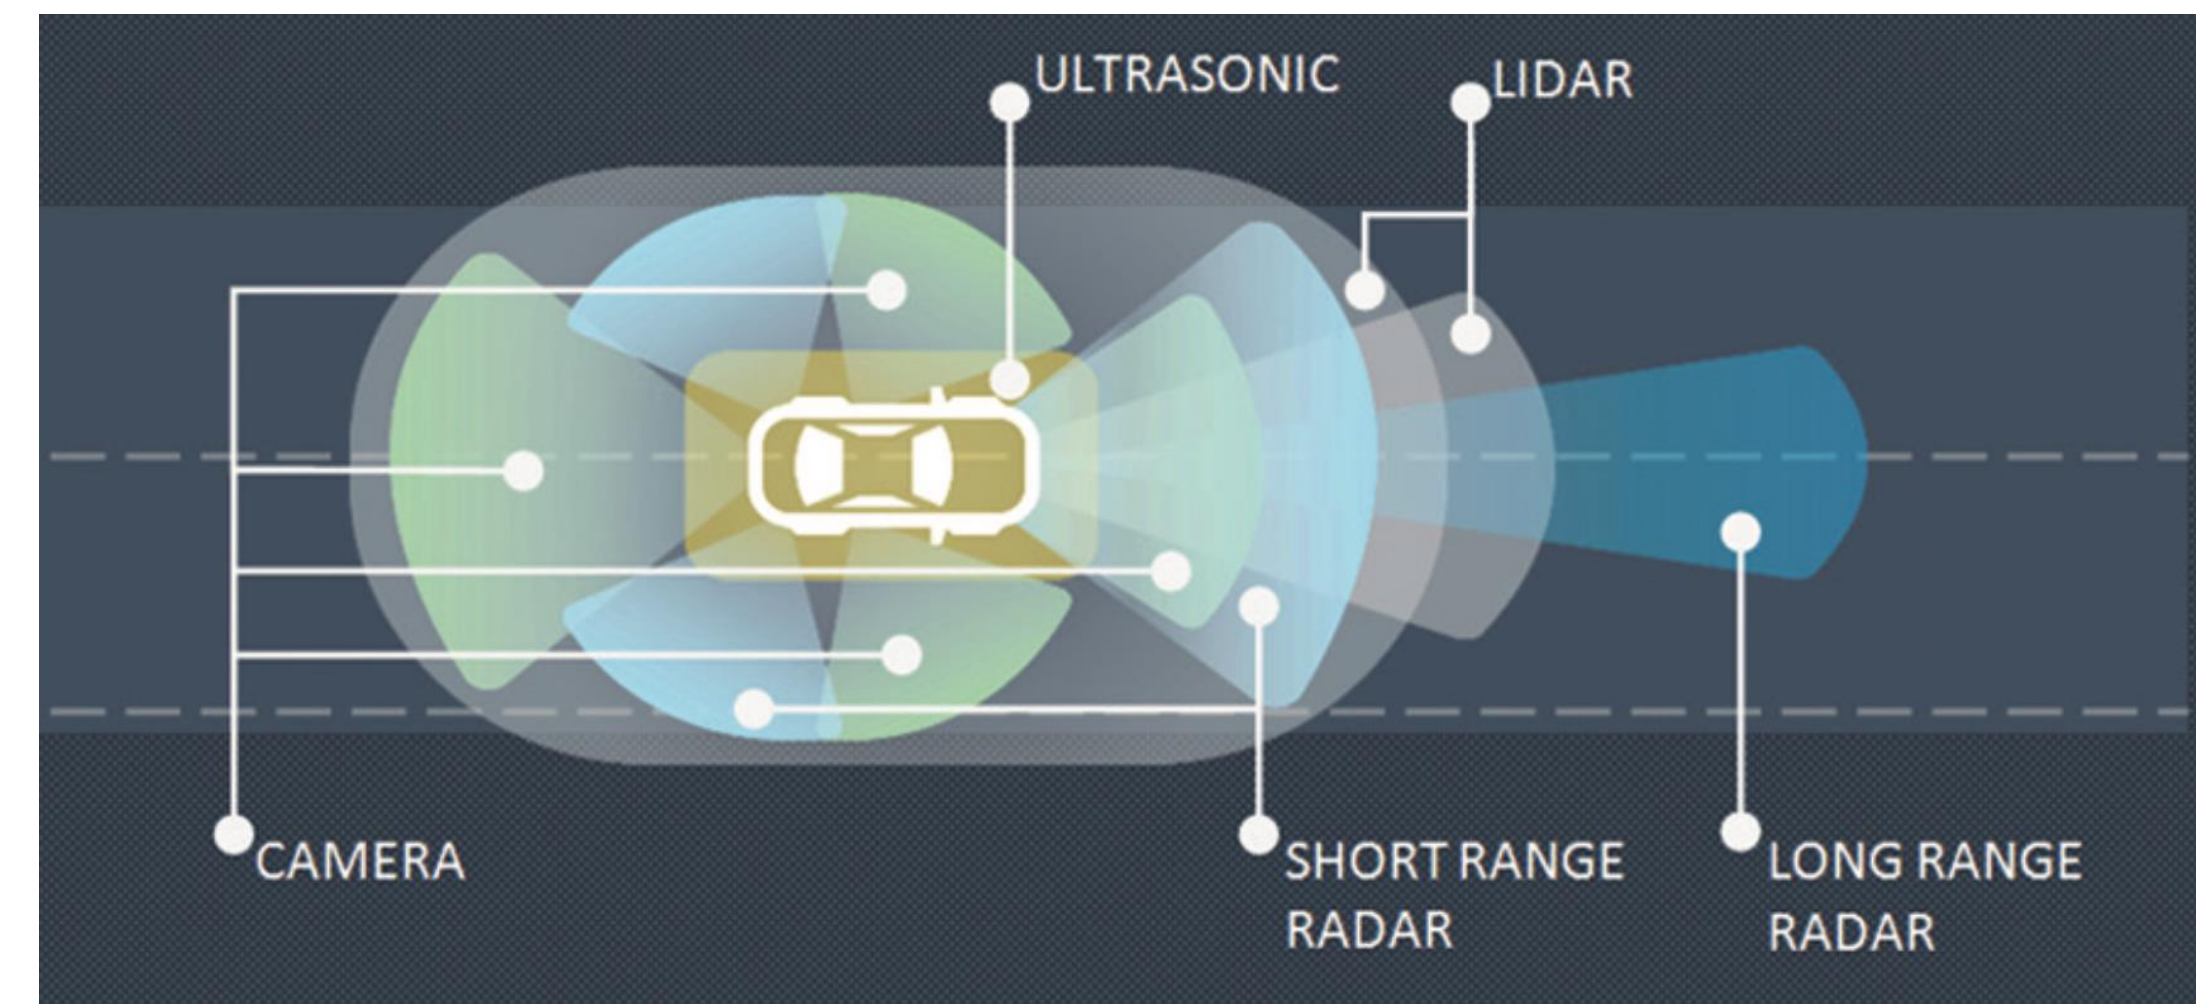 ULTRASONIC
LIDAR
CAMERA
SHORT RANGE
RADAR
LONG RANGE
RADAR